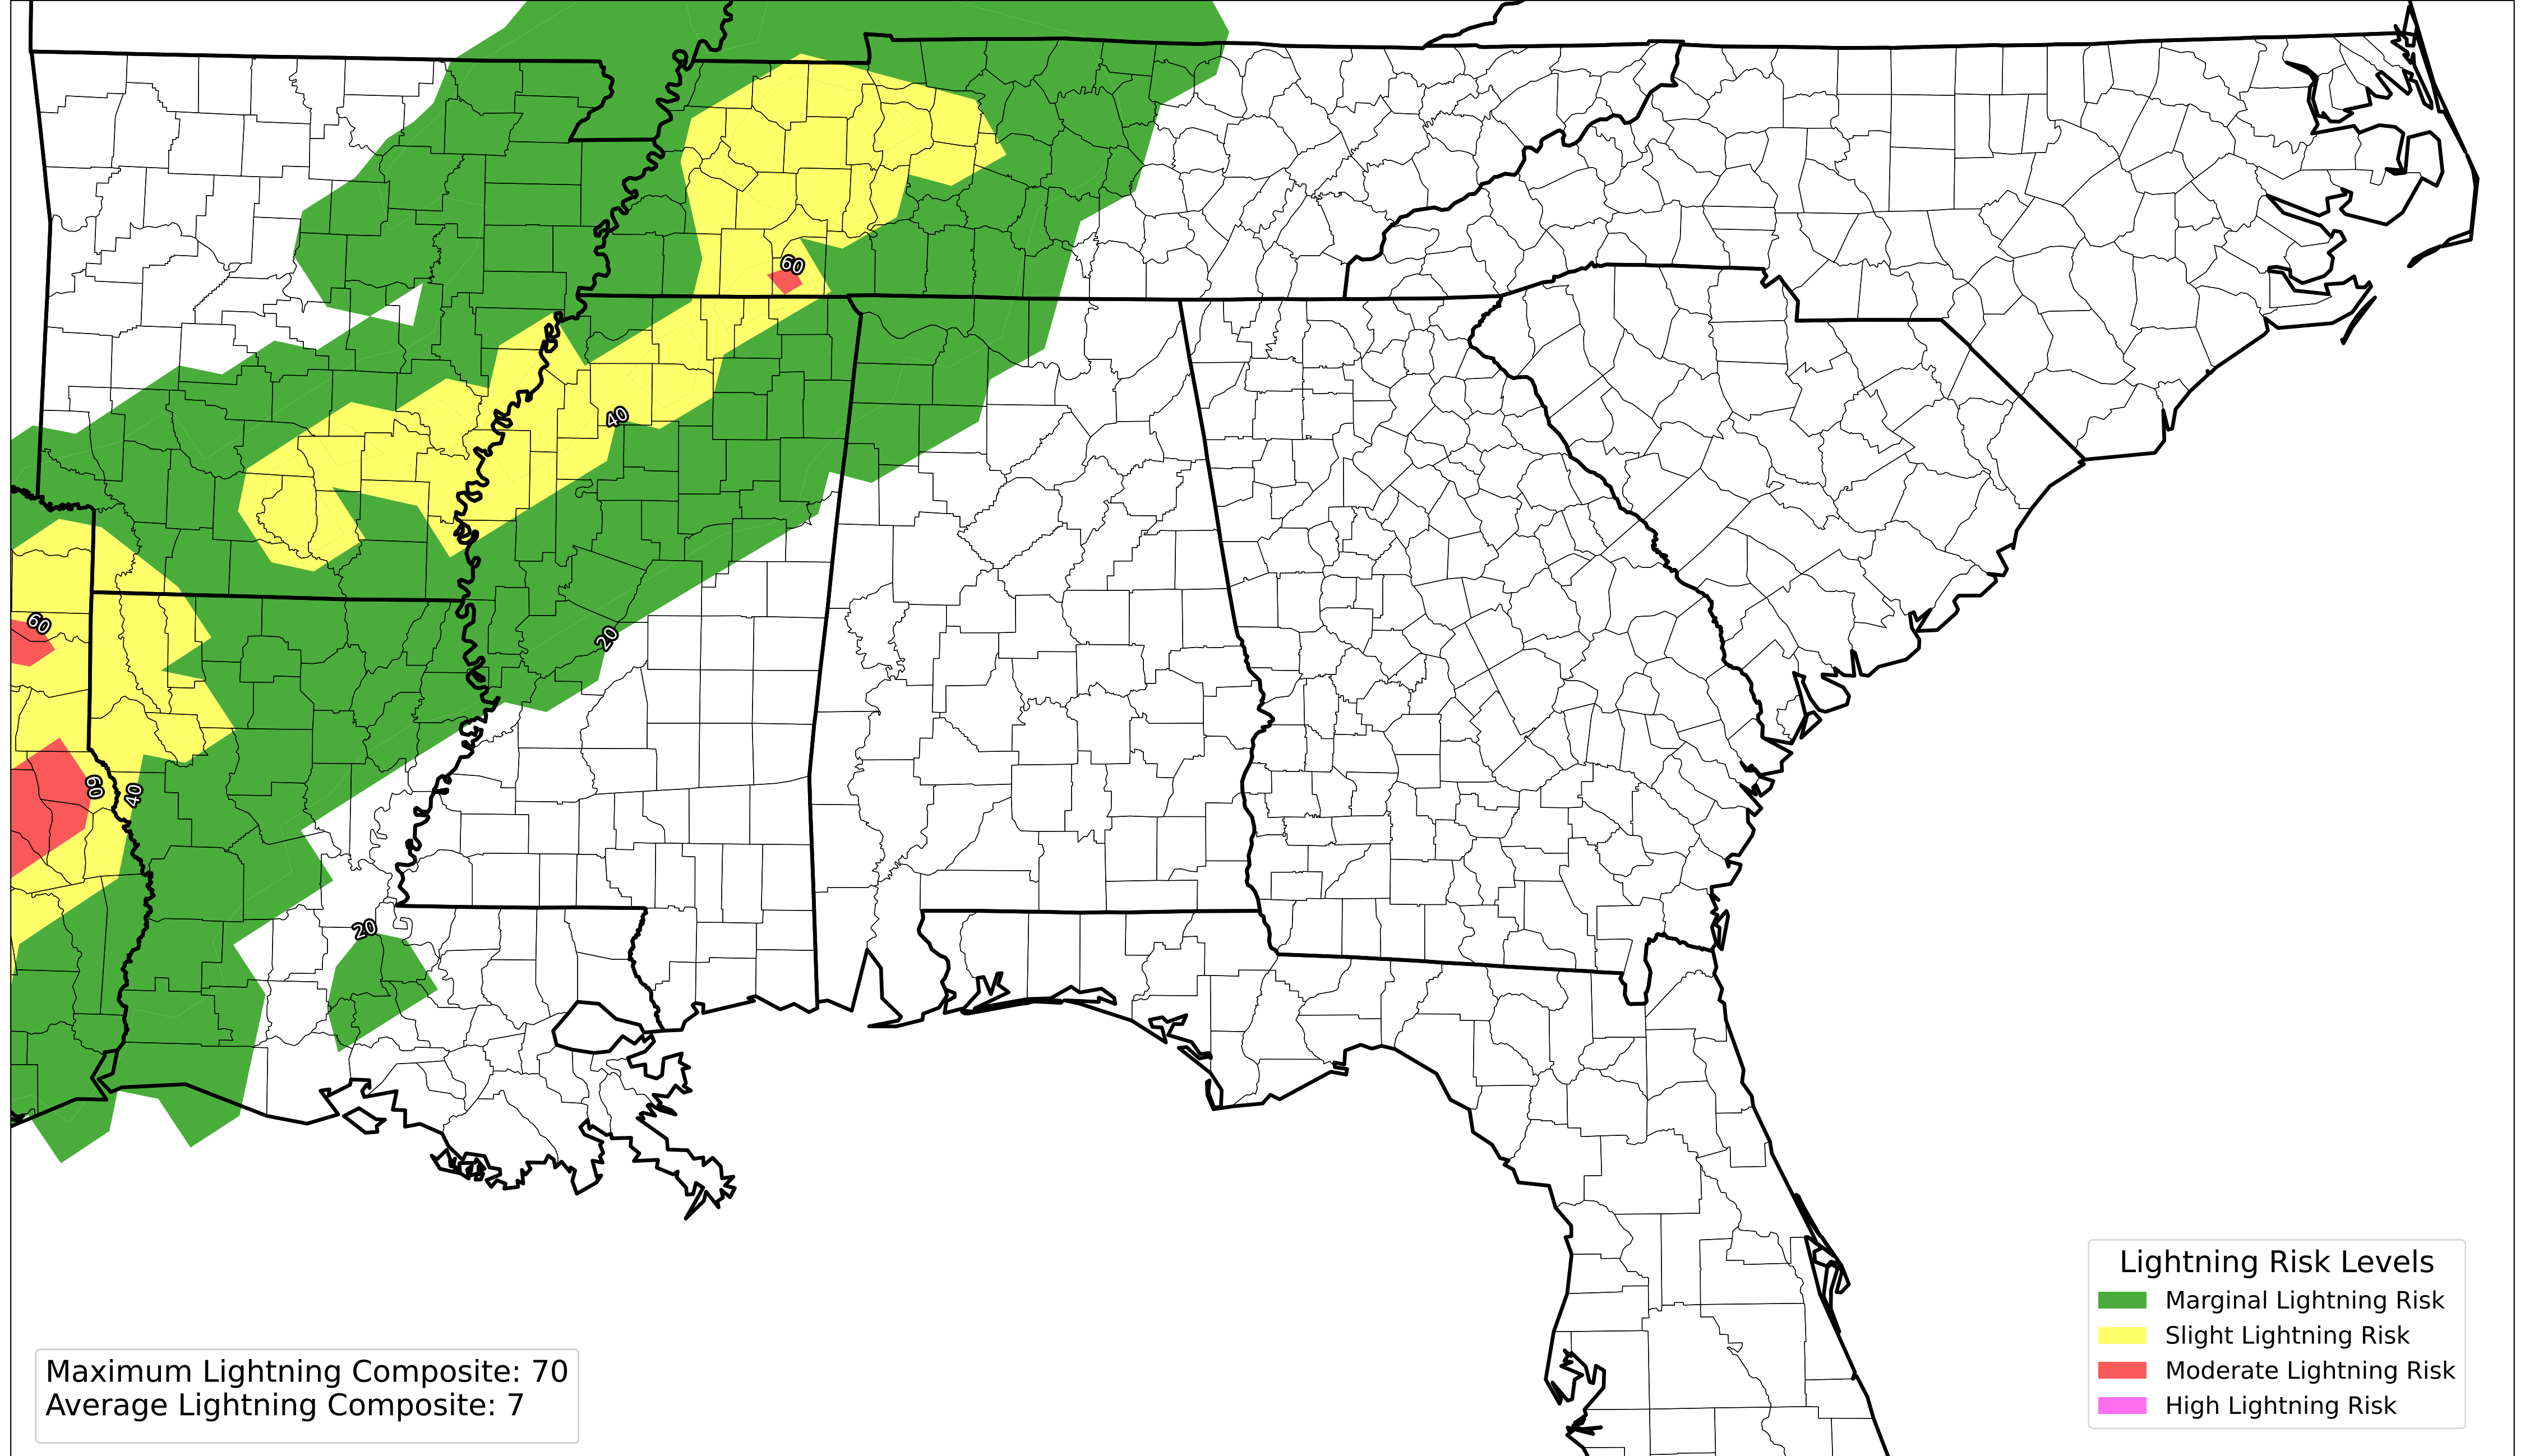 60
40
60
20
60
40
20
Lightning Risk Levels
Marginal Lightning Risk
Slight Lightning Risk
Moderate Lightning Risk
High Lightning Risk
Maximum Lightning Composite: 70
Average Lightning Composite: 7